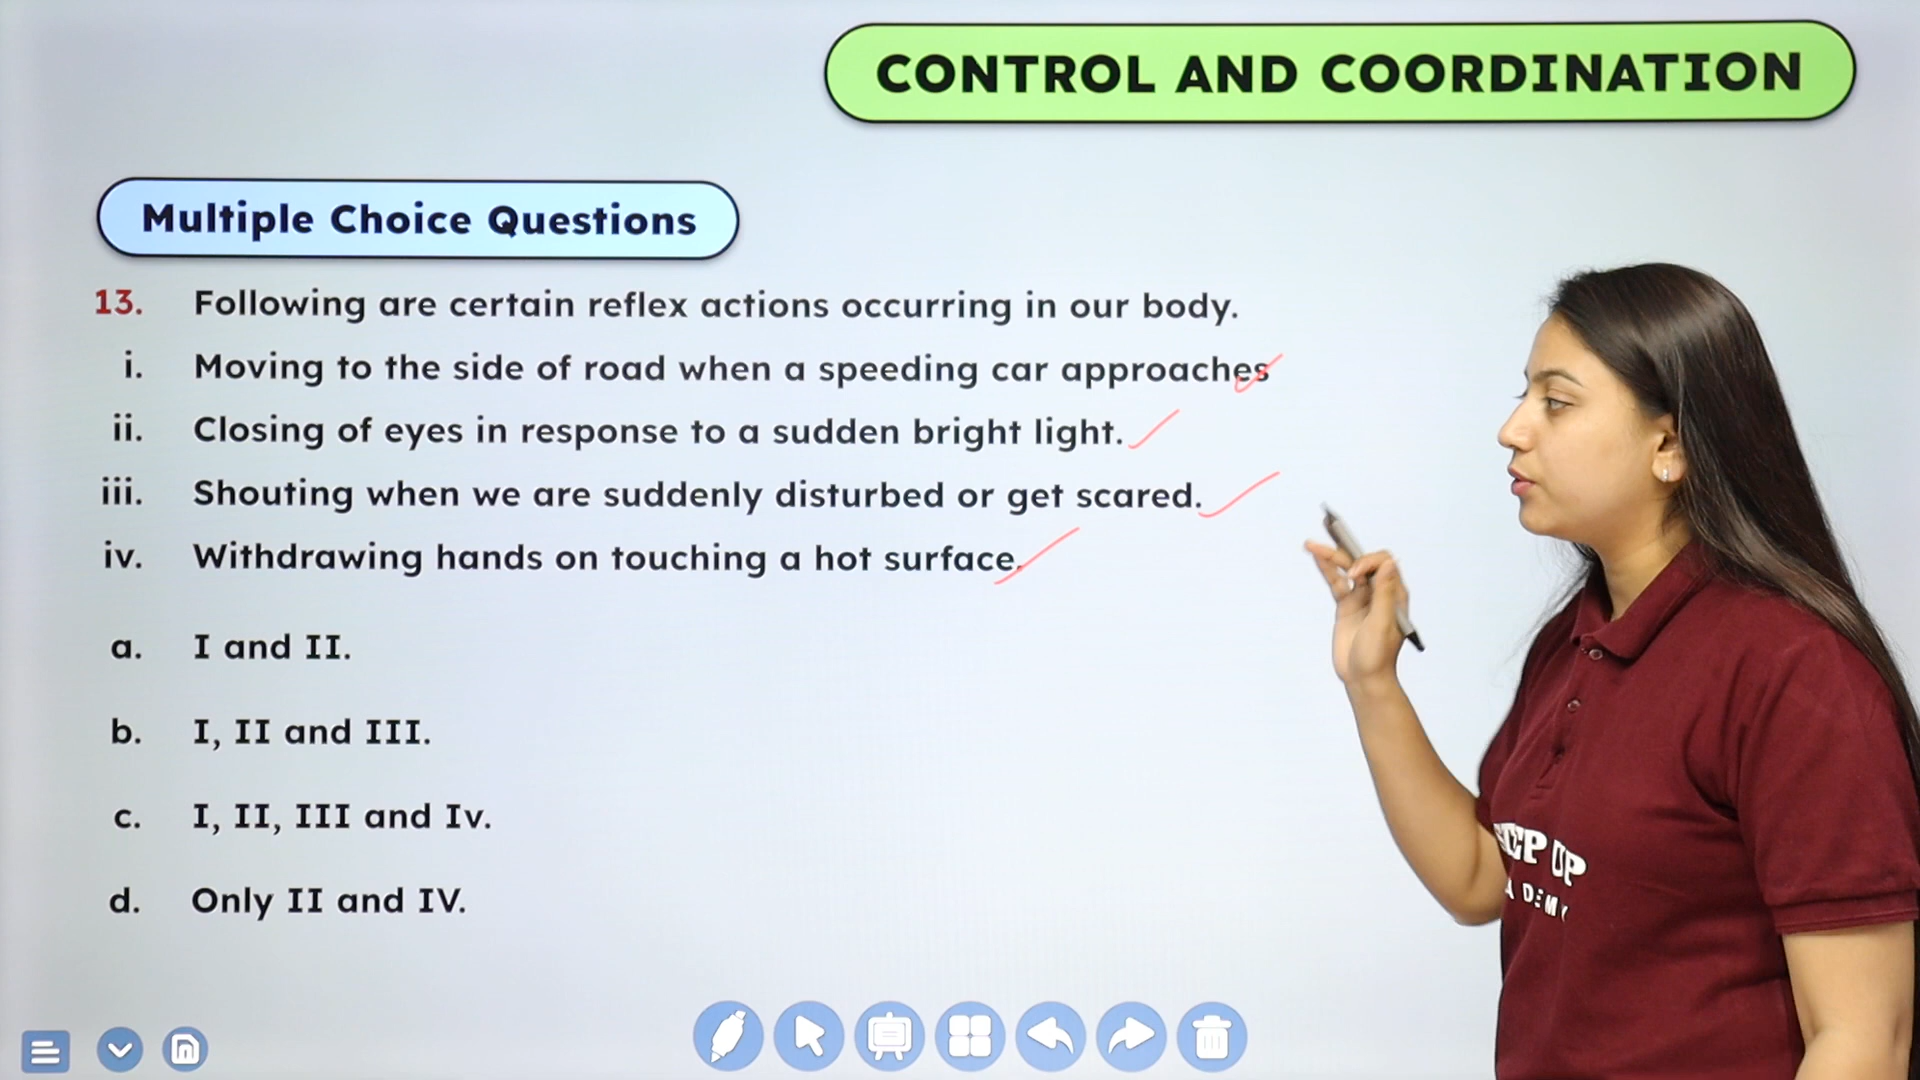 CONTROL AND COORDINATION
Multiple Choice Questions
13. Following are certain reflex actions occurring in our body.
i. Moving to the side of road when a speeding car approaches
ii. Closing of eyes in response to a sudden bright light.
iii. Shouting when we are suddenly disturbed or get scared.
iv. Withdrawing hands on touching a hot surface.
a. I and II.
b. I, II and III.
c. I, II, III and Iv.
d. Only II and IV.
UP